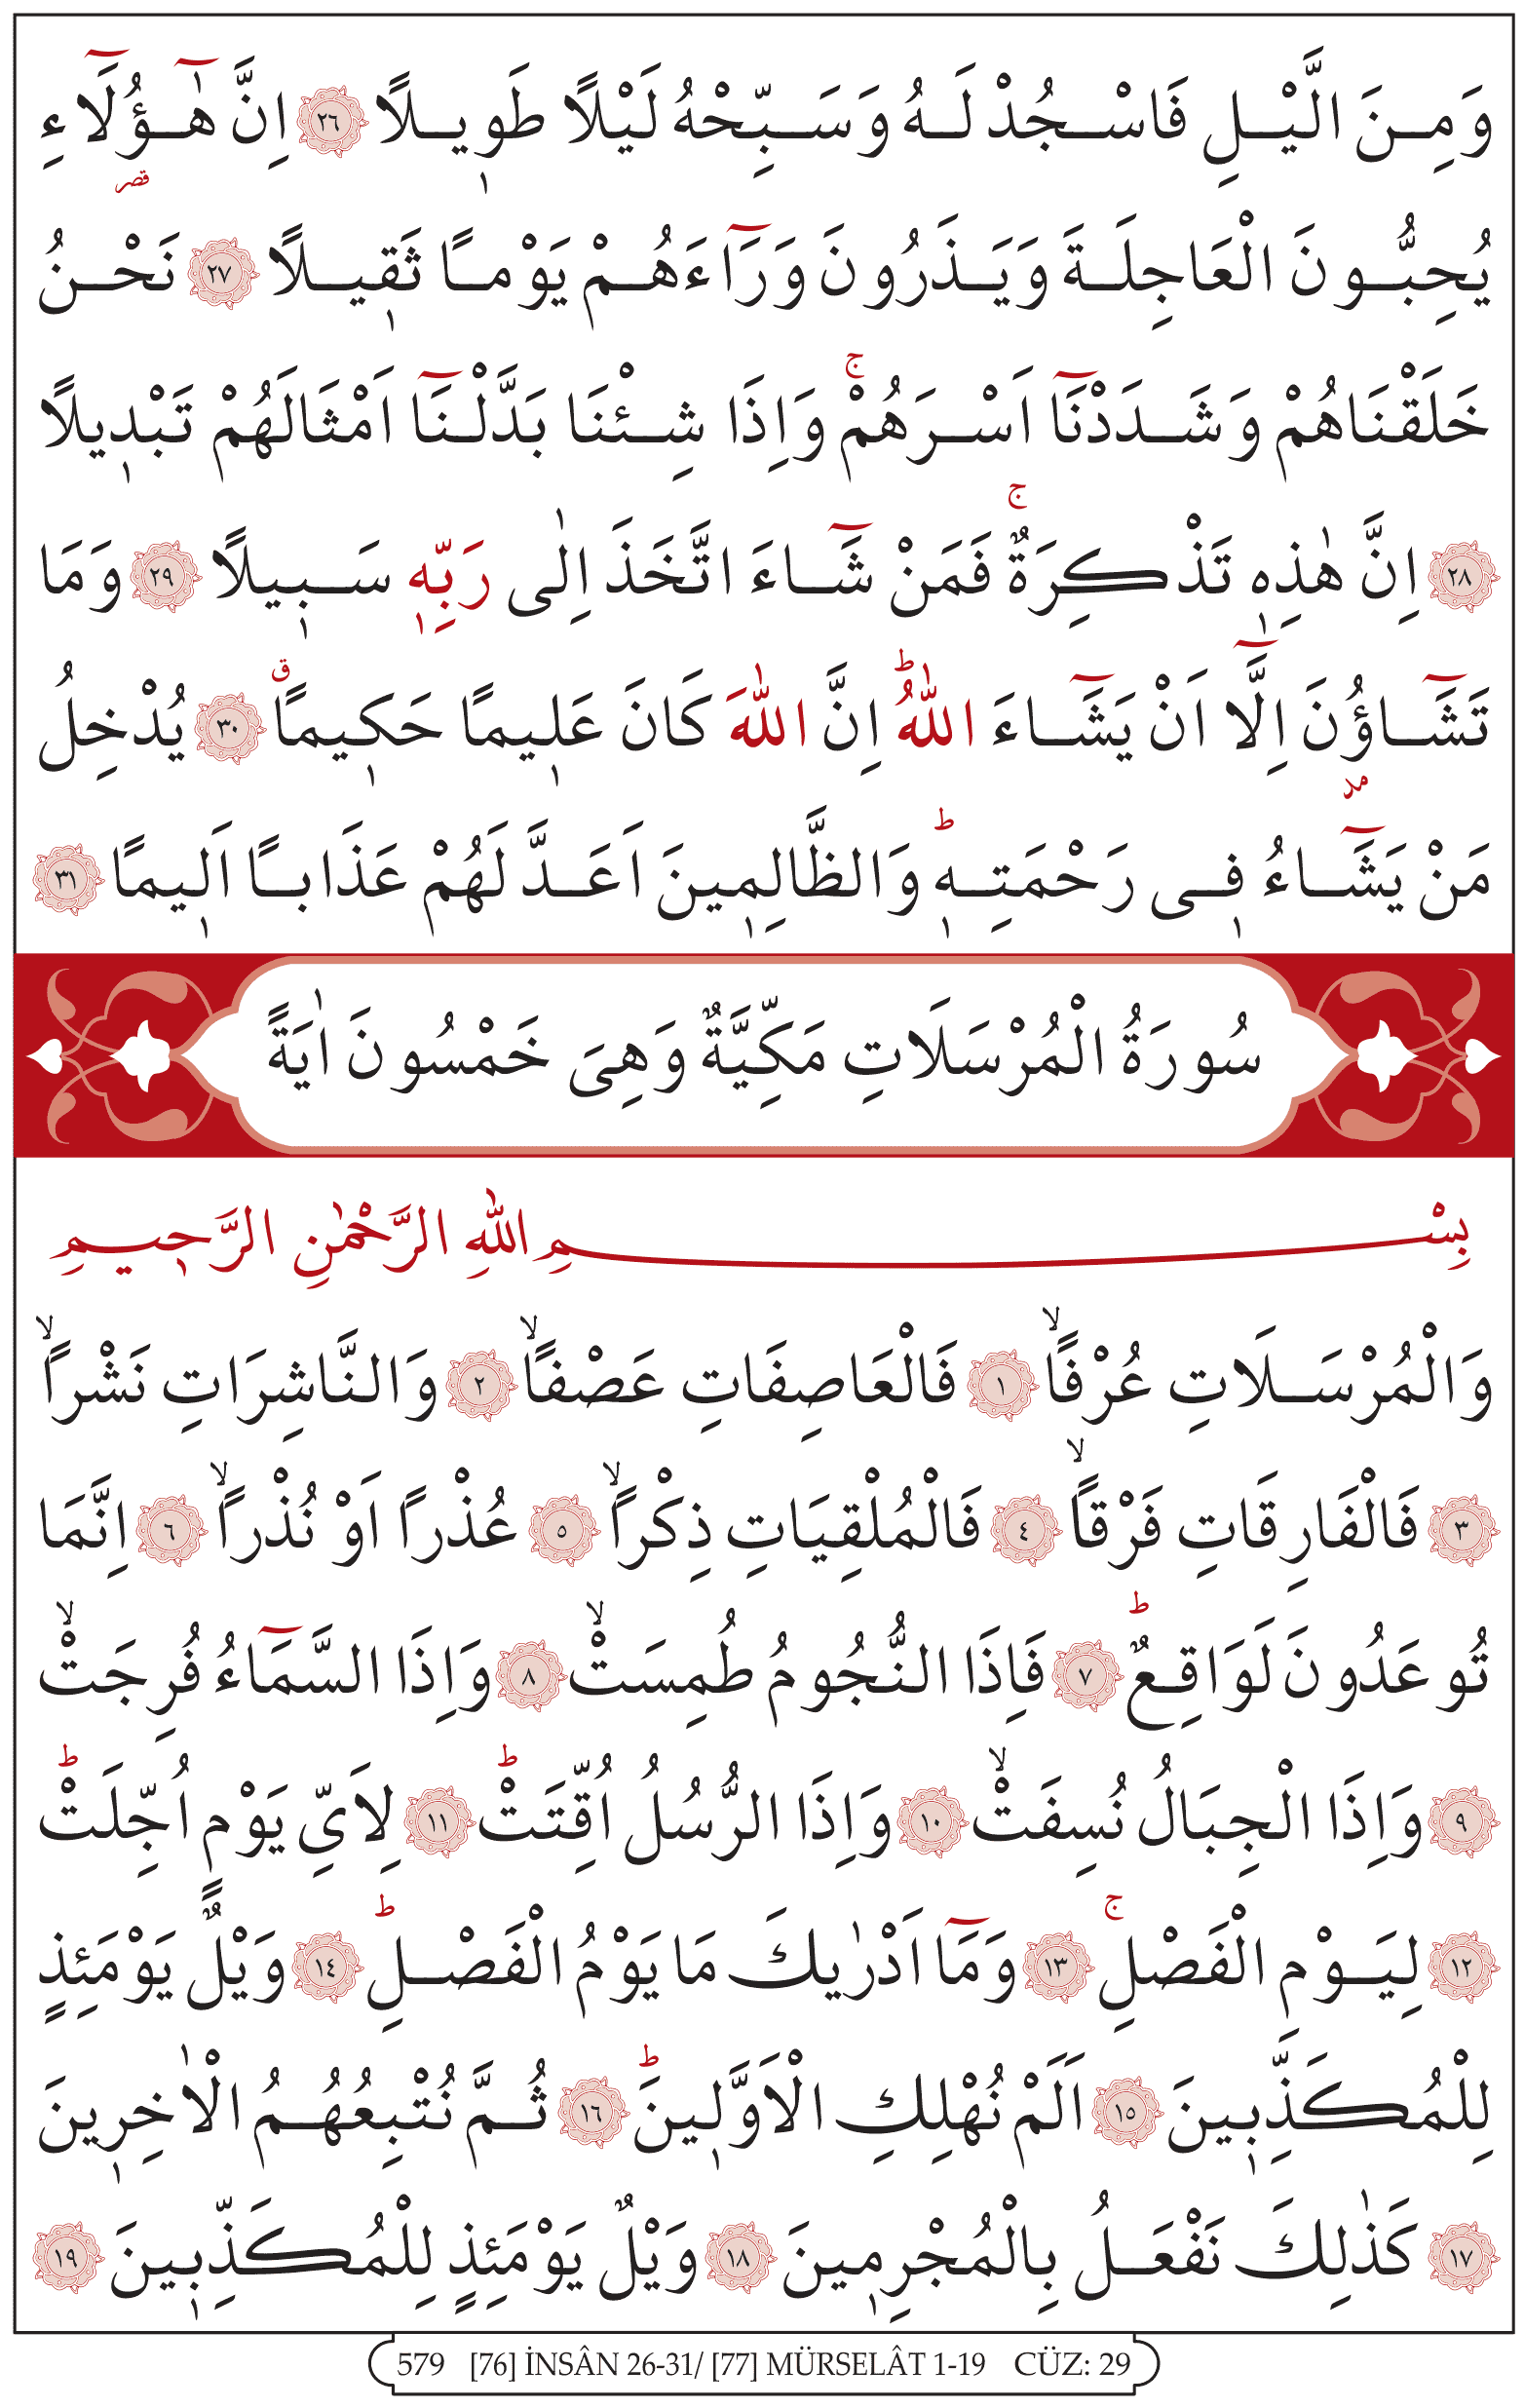 وَمِنَ الَّيْلِ فَاسْجُدْ لَهُ وَسَبِّحْهُ لَيْلًا طَوٖيلًا ﴿٢٦﴾ اِنَّ هٰٓؤُ۬لَٓاءِ
يُحِبُّونَ الْعَاجِلَةَ وَيَذَرُونَ وَرَٓاءَهُمْ يَوْمًا ثَقٖيلًا ﴿٢٧﴾ نَحْنُ
خَلَقْنَاهُمْ وَشَدَدْنَٓا اَسْرَهُمْۚ وَاِذَا شِئْنَا بَدَّلْنَٓا اَمْثَالَهُمْ تَبْدٖيلًا
﴿٢٨﴾ اِنَّ هٰذِهٖ تَذْكِرَةٌۚ فَمَنْ شَٓاءَ اتَّخَذَ اِلٰى رَبِّهٖ سَبٖيلًا ﴿٢٩﴾ وَمَا
تَشَٓاؤُ۫نَ اِلَّٓا اَنْ يَشَٓاءَ اللّٰهُؕ اِنَّ اللّٰهَ كَانَ عَلٖيمًا حَكٖيمًاۗ ﴿٣٠﴾ يُدْخِلُ
مَنْ يَشَٓاءُ فٖى رَحْمَتِهٖؕ وَالظَّالِمٖينَ اَعَدَّ لَهُمْ عَذَابًا اَلٖيمًا ﴿٣١﴾
سُورَةُ الْمُرْسَلَاتِ مَكِّيَّةٌ وَهِىَ خَمْسُونَ اٰيَةً
بِسْمِ اللّٰهِ الرَّحْمٰنِ الرَّحٖيمِ
وَالْمُرْسَلَاتِ عُرْفًاۙ ﴿١﴾ فَالْعَاصِفَاتِ عَصْفًاۙ ﴿٢﴾ وَالنَّاشِرَاتِ نَشْرًاۙ
﴿٣﴾ فَالْفَارِقَاتِ فَرْقًاۙ ﴿٤﴾ فَالْمُلْقِيَاتِ ذِكْرًاۙ ﴿٥﴾ عُذْرًا اَوْ نُذْرًاۙ ﴿٦﴾ اِنَّمَا
تُوعَدُونَ لَوَاقِعٌؕ ﴿٧﴾ فَاِذَا النُّجُومُ طُمِسَتْۙ ﴿٨﴾ وَاِذَا السَّمَٓاءُ فُرِجَتْۙ
﴿٩﴾ وَاِذَا الْجِبَالُ نُسِفَتْۙ ﴿١٠﴾ وَاِذَا الرُّسُلُ اُقِّتَتْؕ ﴿١١﴾ لِاَىِّ يَوْمٍ اُجِّلَتْؕ
﴿١٢﴾ لِيَوْمِ الْفَصْلِۚ ﴿١٣﴾ وَمَٓا اَدْرٰيكَ مَا يَوْمُ الْفَصْلِؕ ﴿١٤﴾ وَيْلٌ يَوْمَئِذٍ
لِلْمُكَذِّبٖينَ ﴿١٥﴾ اَلَمْ نُهْلِكِ الْاَوَّلٖينَؕ ﴿١٦﴾ ثُمَّ نُتْبِعُهُمُ الْاٰخِرٖينَ
﴿١٧﴾ كَذٰلِكَ نَفْعَلُ بِالْمُجْرِمٖينَ ﴿١٨﴾ وَيْلٌ يَوْمَئِذٍ لِلْمُكَذِّبٖينَ ﴿١٩﴾
579 [76] İNSÂN 26-31/ [77] MÜRSELÂT 1-19 CÜZ: 29